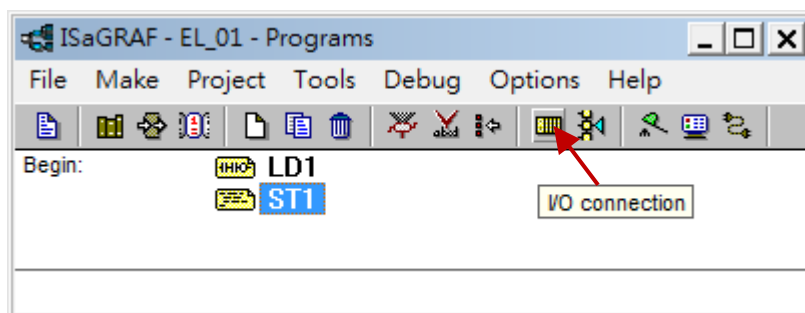 ISaGRAF - EL_01 - Programs
File Make Project Tools Debug Options Help
Begin: LD1
ST1
I/O connection